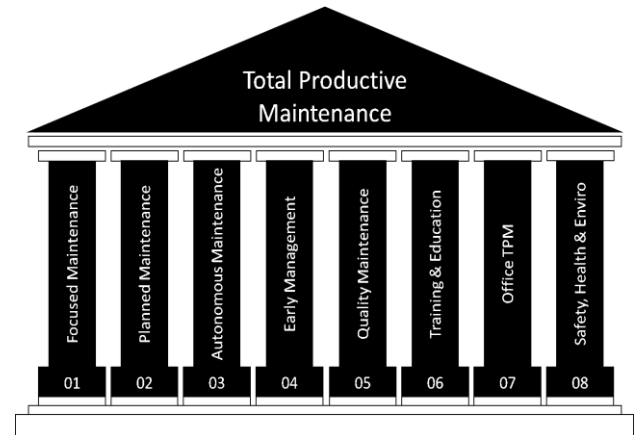 Total Productive
Maintenance
Focused Maintenance
Planned Maintenance
Autonomous Maintenance
Early Management
Quality Maintenance
Training & Education
Office TPM
Safety, Health & Enviro
01
02
03
04
05
06
07
08